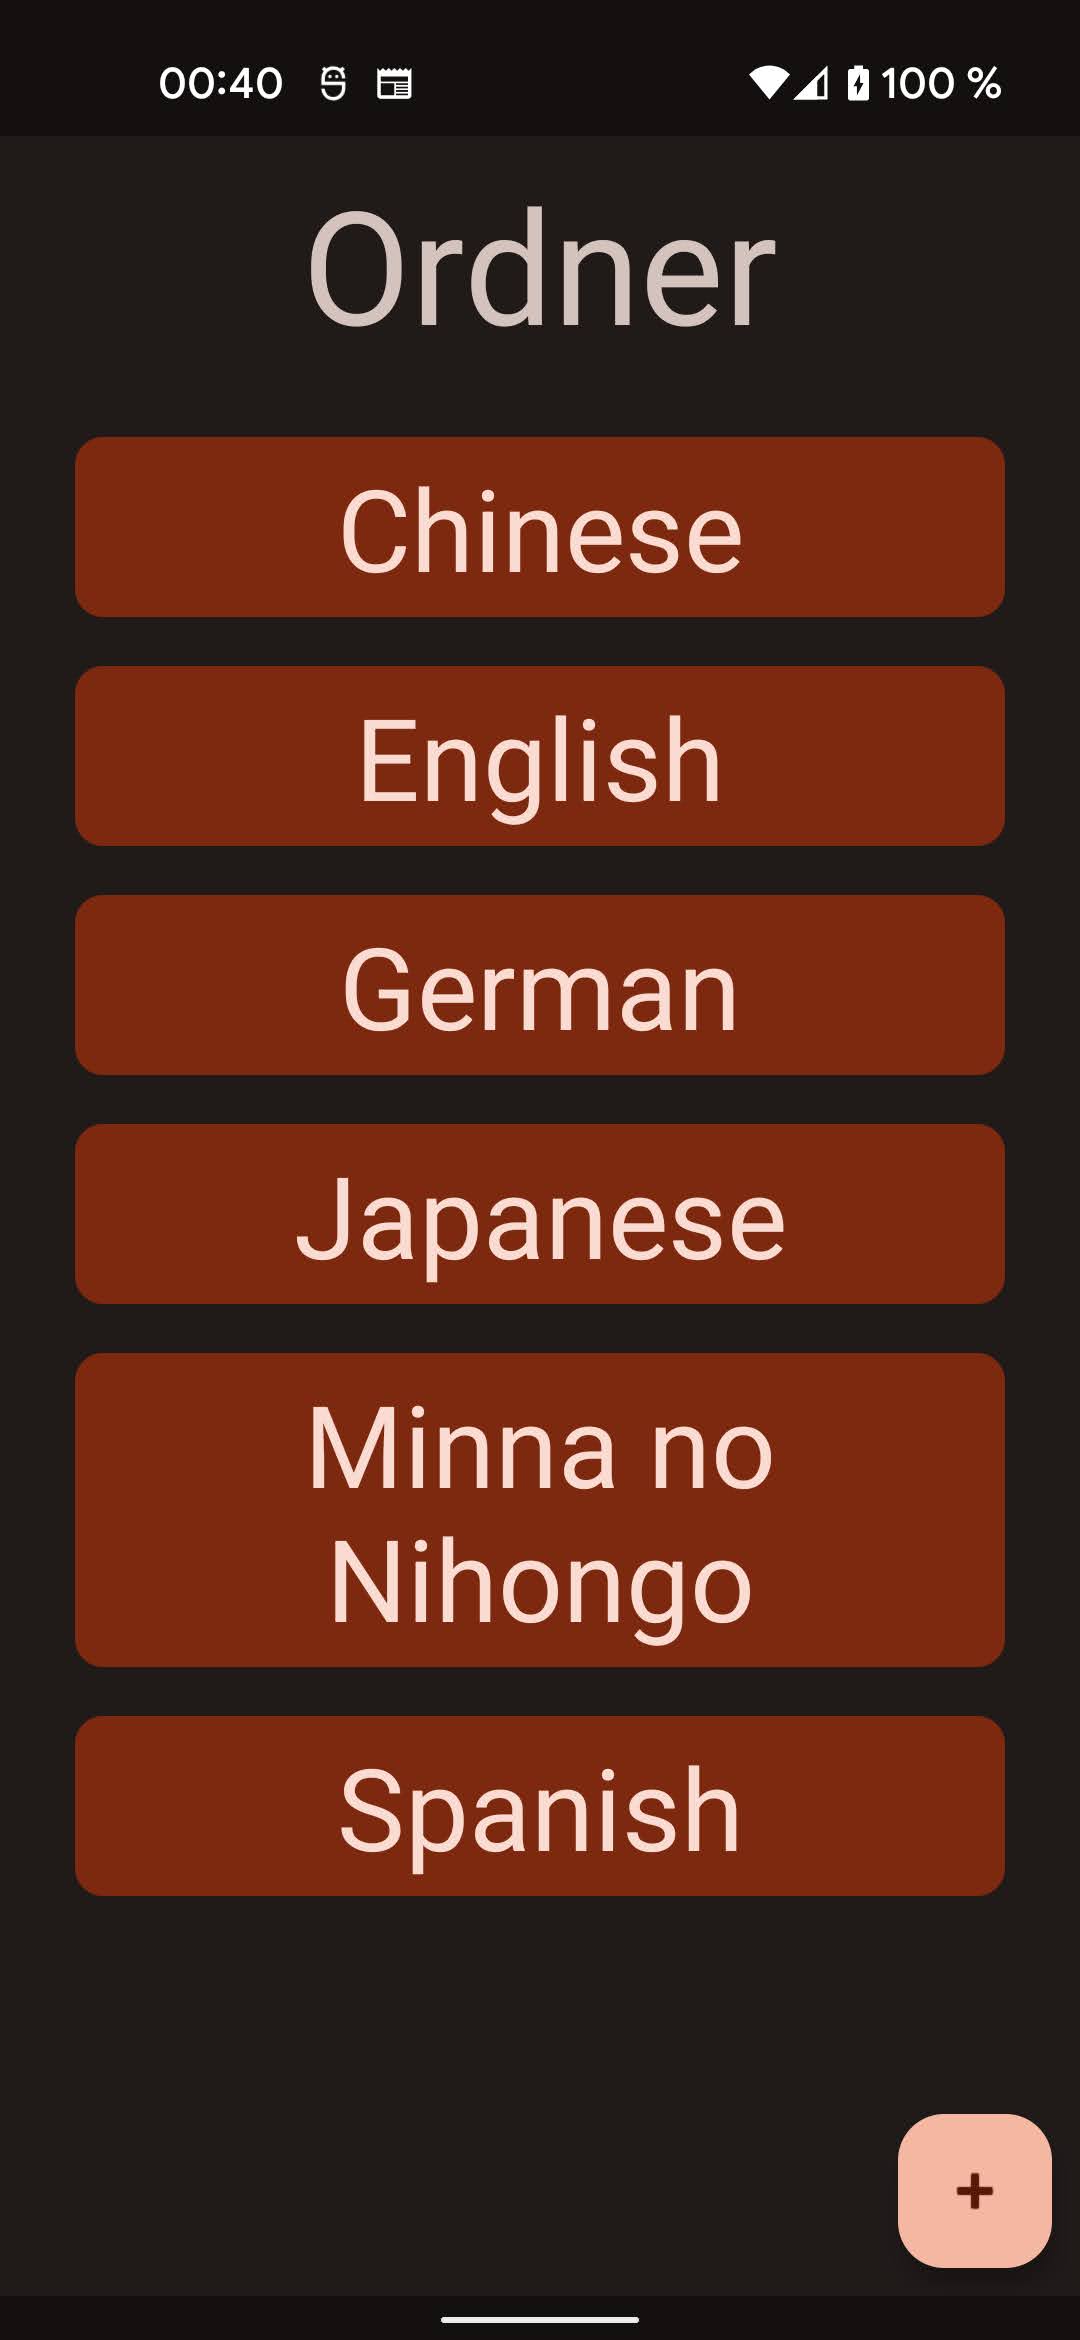 00:40 100 %
Ordner
Chinese
English
German
Japanese
Minna no
Nihongo
Spanish
+